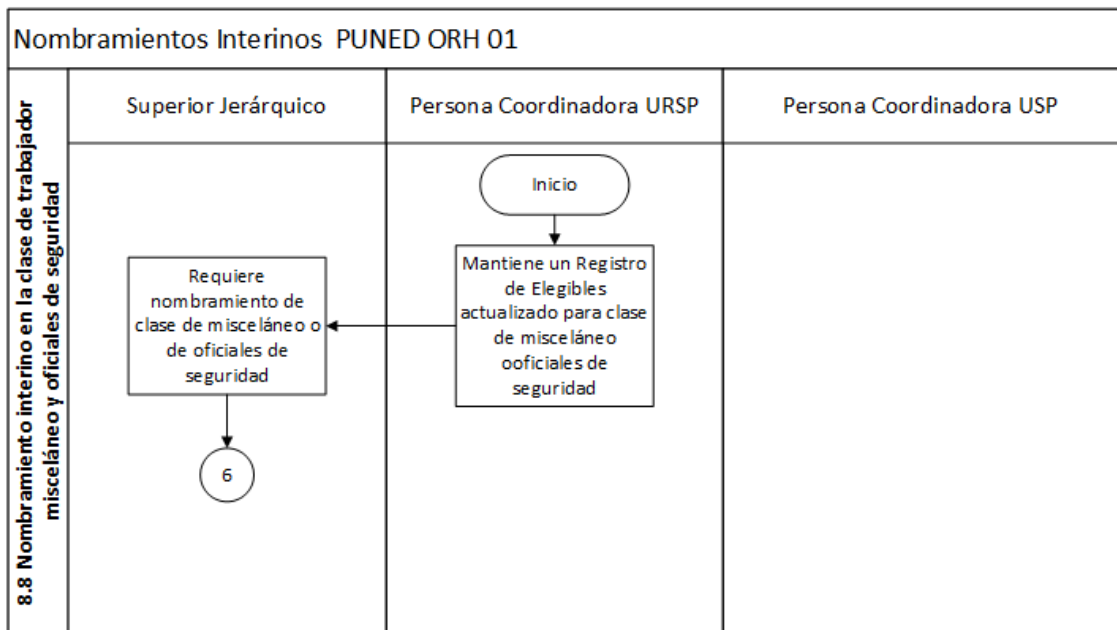 Nombramientos Interinos  PUNED ORH 01
8.8 Nombramiento interino en la clase de trabajador
misceláneo y oficiales de seguridad
Superior Jerárquico
Persona Coordinadora URSP
Persona Coordinadora USP
Inicio
Mantiene un Registro
de Elegibles
actualizado para clase
de misceláneo
ooficiales de
seguridad
Requiere
nombramiento de
clase de misceláneo o
de oficiales de
seguridad
6